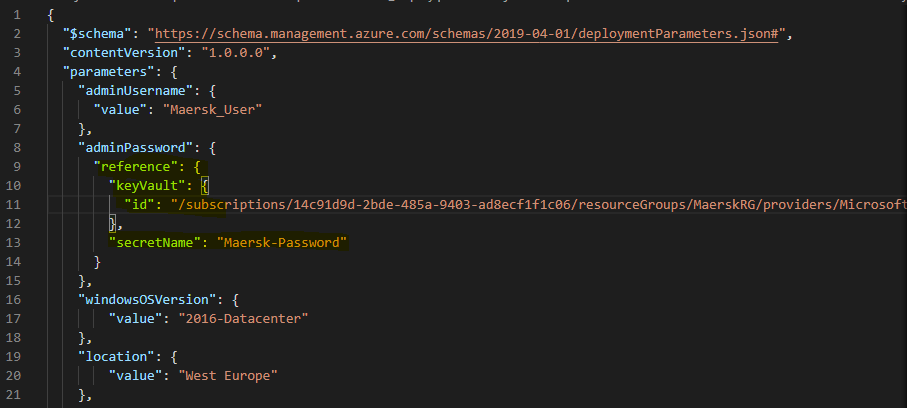 1 {
2 "$schema": "https://schema.management.azure.com/schemas/2019-04-01/deploymentParameters.json#",
3 "contentVersion": "1.0.0.0",
4 "parameters": {
5 "adminUsername": {
6 "value": "Maersk_User"
7 },
8 "adminPassword": {
9 "reference": {
10 "keyVault": {
11 "id": "/subscriptions/14c91d9d-2bde-485a-9403-ad8ecf1f1c06/resourceGroups/MaerskRG/providers/Microsoft
12 },
13 "secretName": "Maersk-Password"
14 }
15 },
16 "windowsOSVersion": {
17 "value": "2016-Datacenter"
18 },
19 "location": {
20 "value": "West Europe"
21 },